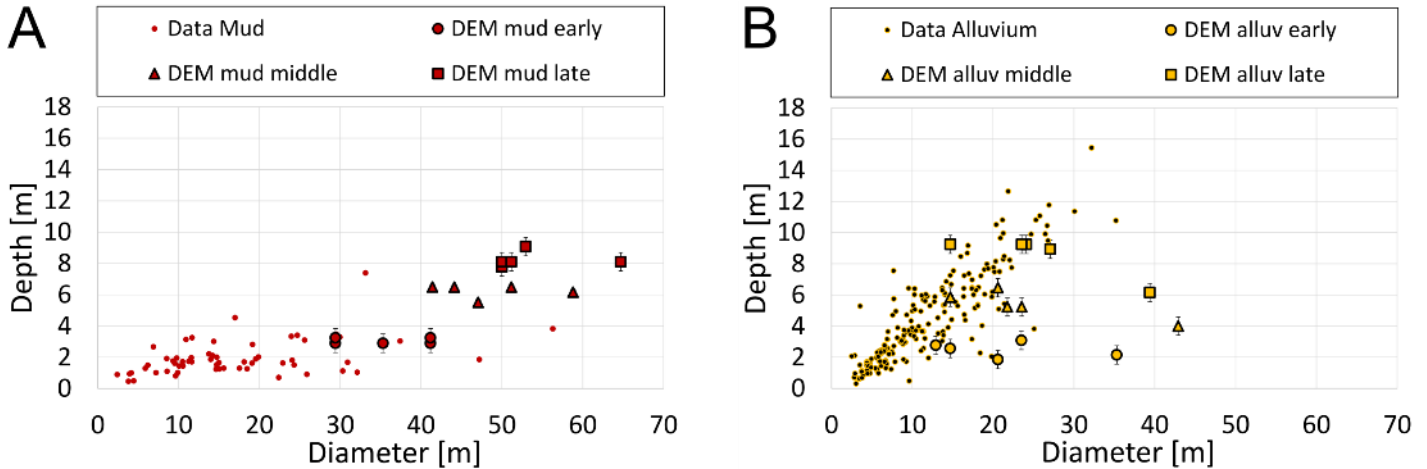 A
Data Mud
DEM mud early
DEM mud middle
DEM mud late
18
16
14
12
10
8
6
4
2
0
Depth [m]
0 10 20 30 40 50 60 70
Diameter [m]
B
Data Alluvium
DEM alluv early
DEM alluv middle
DEM alluv late
18
16
14
12
10
8
6
4
2
0
Depth [m]
0 10 20 30 40 50 60 70
Diameter [m]